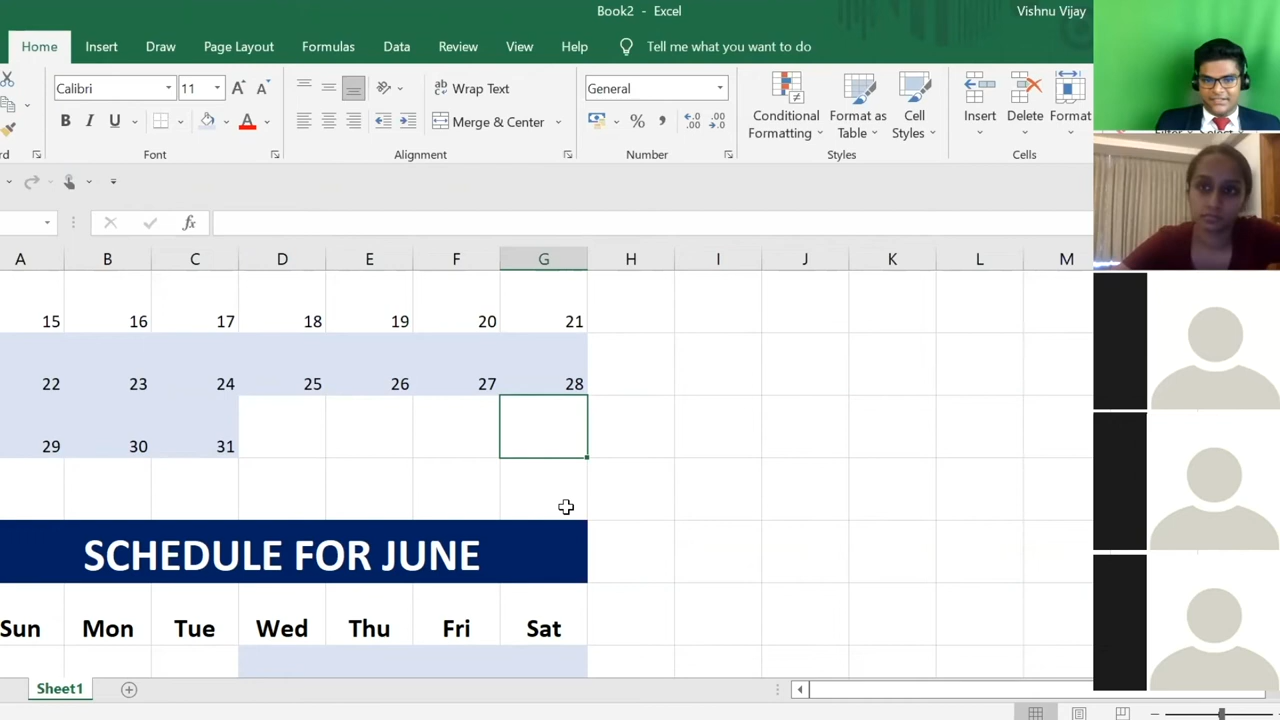 Book2 - Excel
Vishnu Vijay
Home Insert Draw Page Layout Formulas Data Review View Help Tell me what you want to do
Calibri 11 Wrap Text General Conditional Formatting Format as Table Cell Styles Insert Delete Format
B I U A Merge & Center % ,
Font Alignment Number Styles Cells
fx
A B C D E F G H I J K L M
15 16 17 18 19 20 21
22 23 24 25 26 27 28
29 30 31
SCHEDULE FOR JUNE
Sun Mon Tue Wed Thu Fri Sat
Sheet1